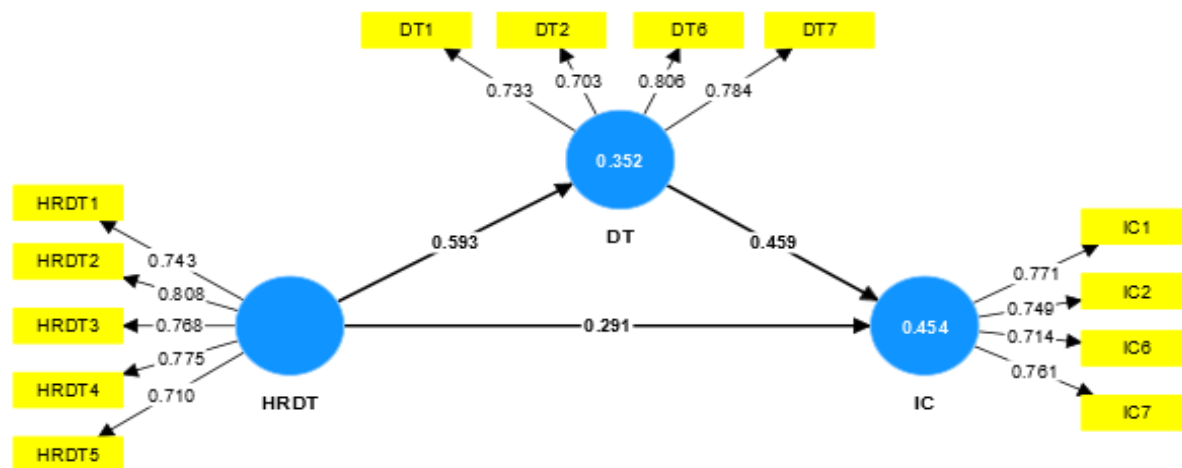 DT1
DT2
DT6
DT7
0.733
0.703
0.806
0.784
0.352
DT
HRDT1
HRDT2
HRDT3
HRDT4
HRDT5
0.743
0.808
0.768
0.775
0.710
HRDT
0.593
0.459
0.291
0.454
IC
0.771
0.749
0.714
0.761
IC1
IC2
IC6
IC7